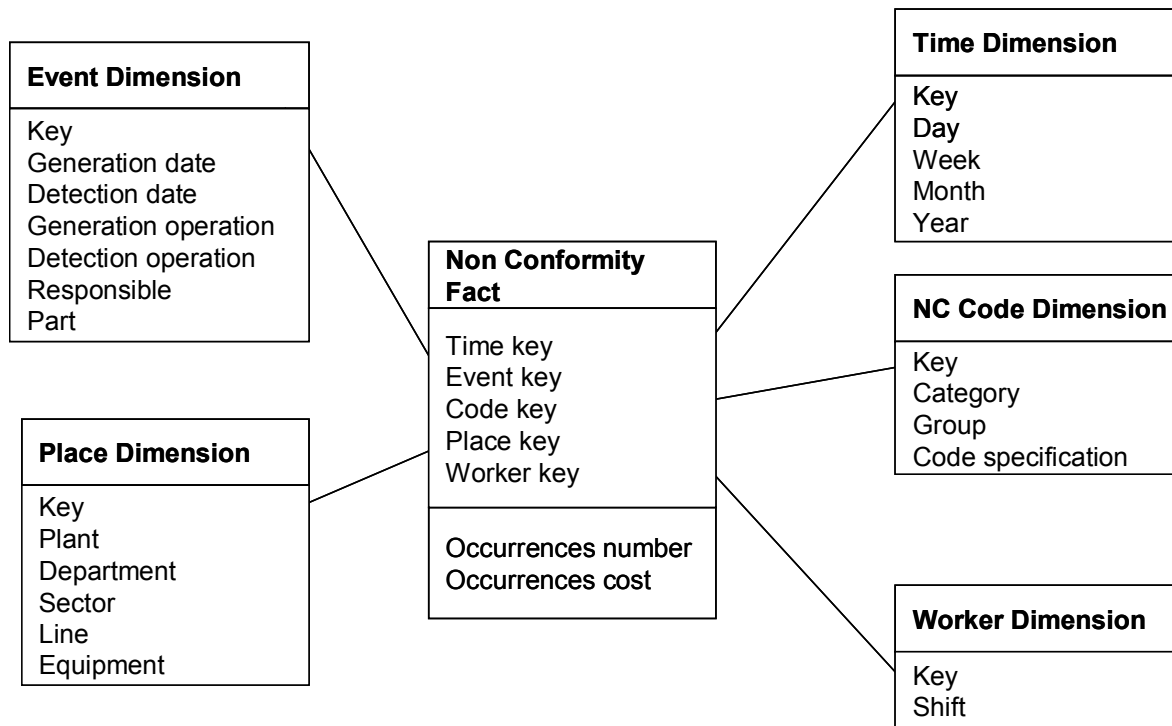 Event Dimension
Key
Generation date
Detection date
Generation operation
Detection operation
Responsible
Part
Place Dimension
Key
Plant
Department
Sector
Line
Equipment
Non Conformity
Fact
Time key
Event key
Code key
Place key
Worker key
Occurrences number
Occurrences cost
Time Dimension
Key
Day
Week
Month
Year
NC Code Dimension
Key
Category
Group
Code specification
Worker Dimension
Key
Shift